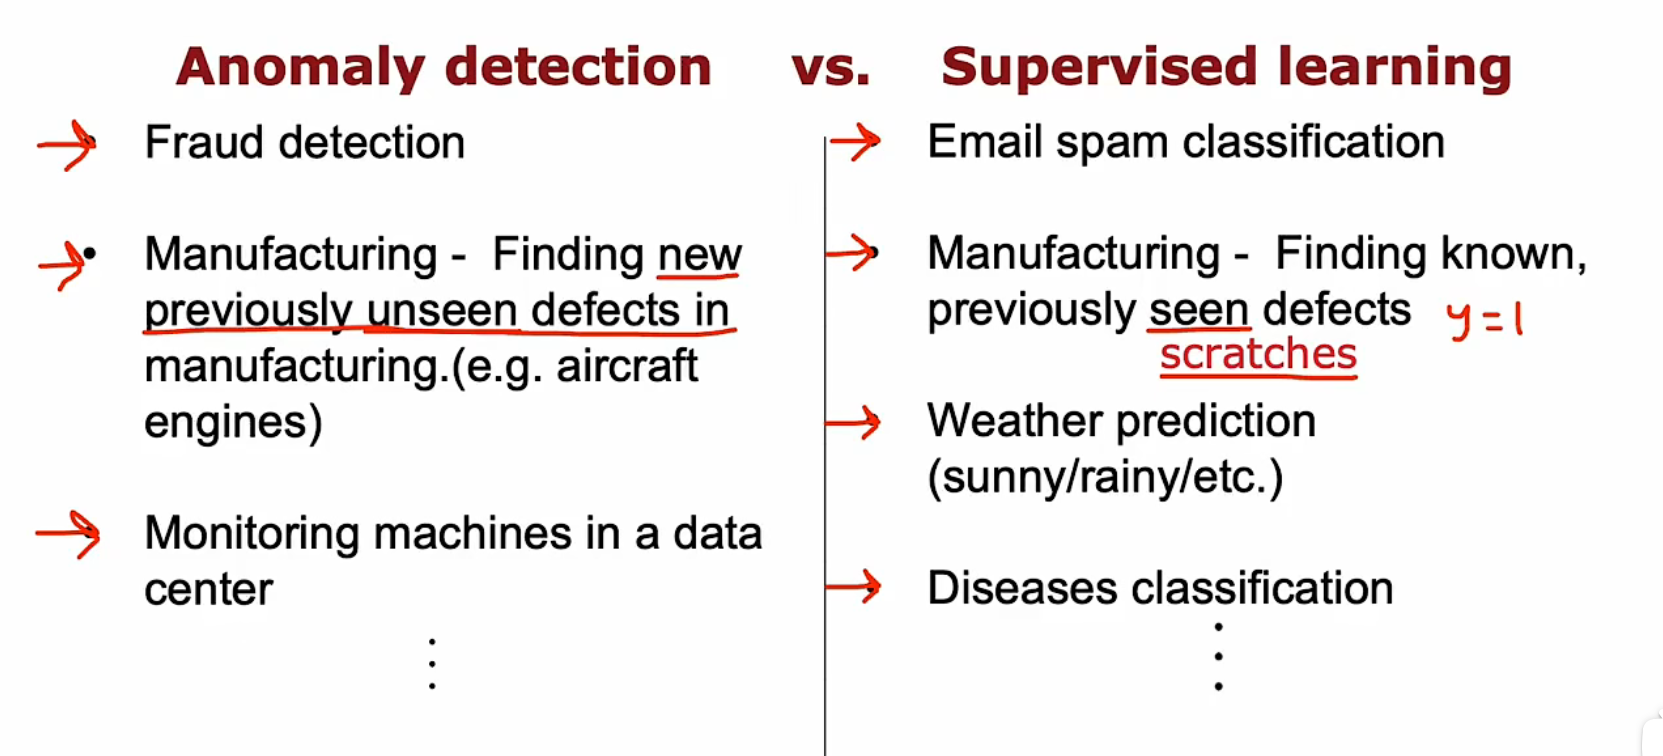 Anomaly detection vs. Supervised learning
Fraud detection
Manufacturing - Finding new
previously unseen defects in
manufacturing.(e.g. aircraft
engines)
Monitoring machines in a data
center
Email spam classification
Manufacturing - Finding known,
previously seen defects y=1
scratches
Weather prediction
(sunny/rainy/etc.)
Diseases classification